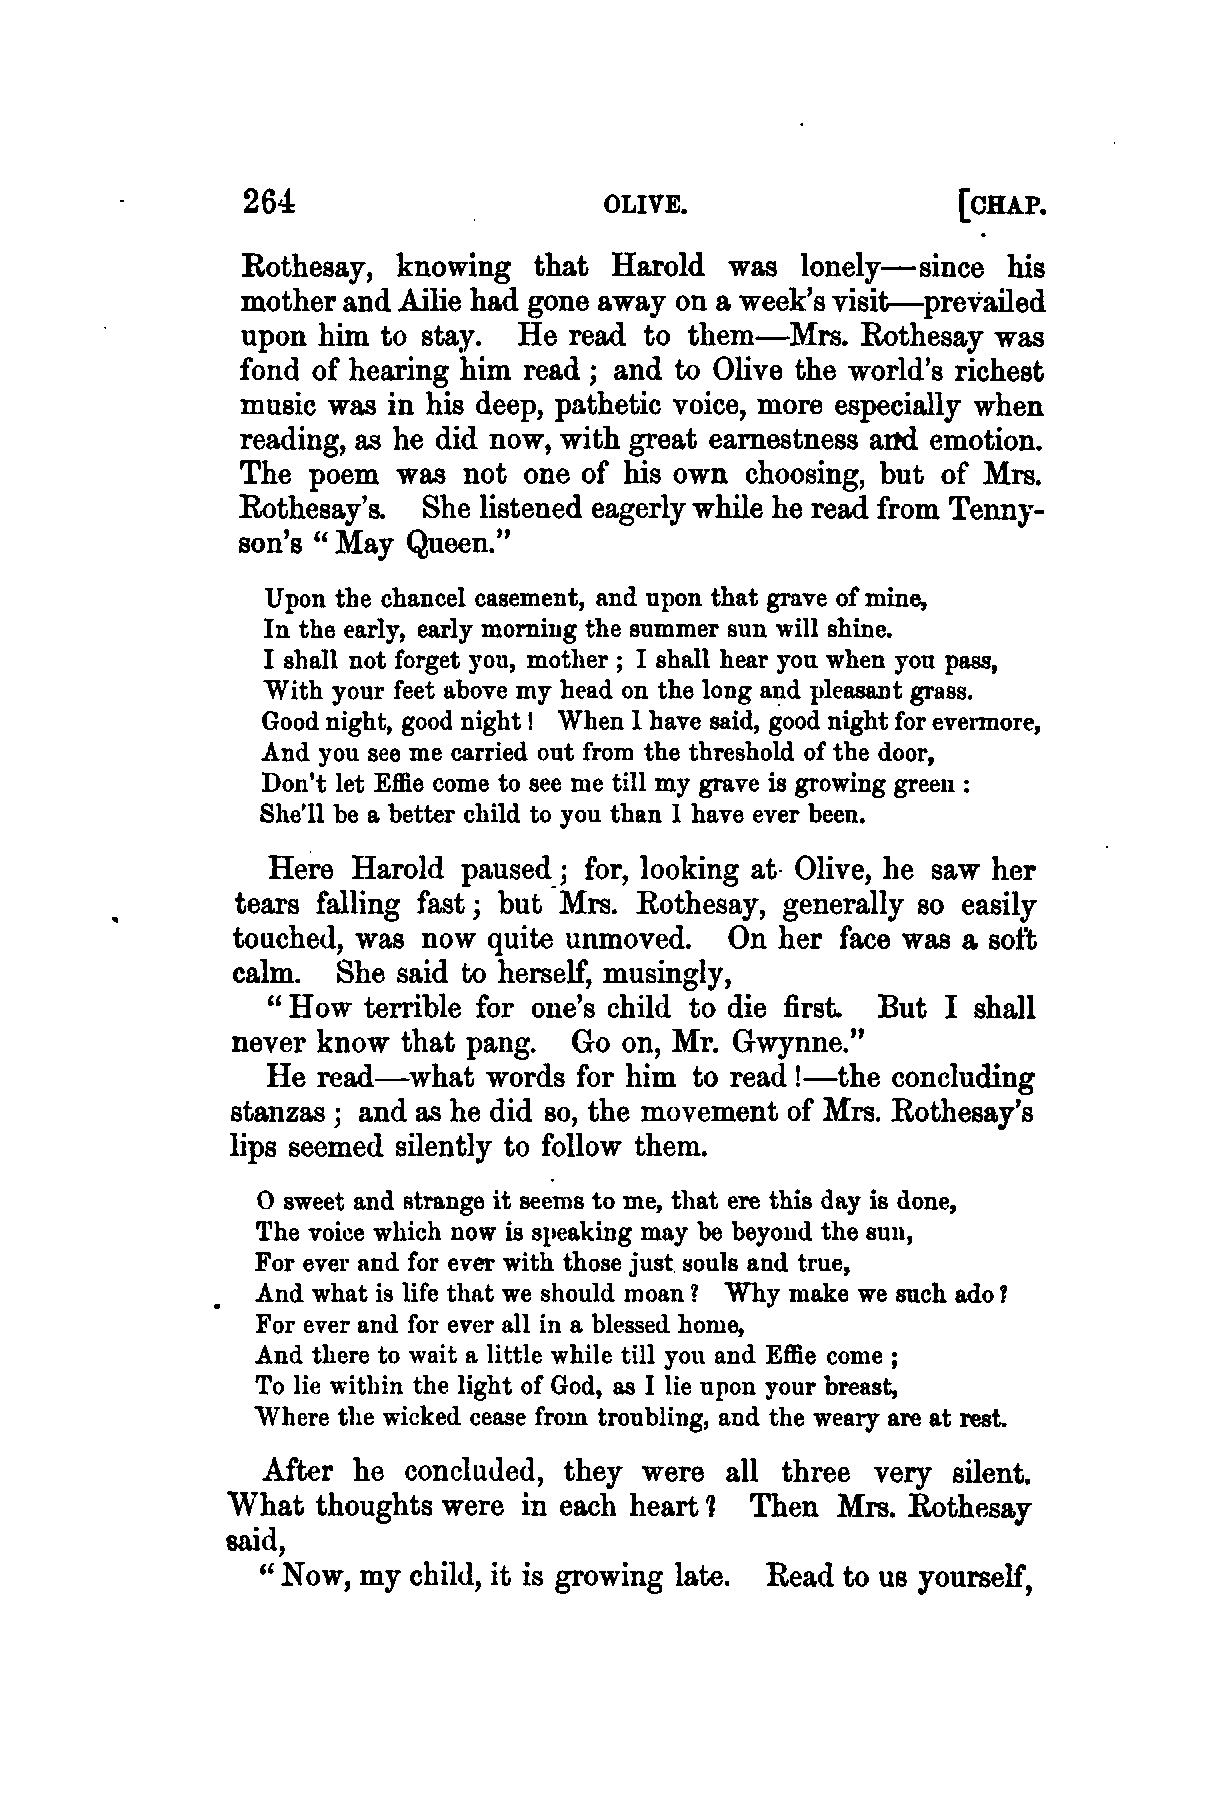 264 OLIVE. [CHAP.
Rothesay, knowing that Harold was lonely—since his
mother and Ailie had gone away on a week's visit—prevailed
upon him to stay. He read to them—Mrs. Rothesay was
fond of hearing him read ; and to Olive the world's richest
music was in his deep, pathetic voice, more especially when
reading, as he did now, with great earnestness and emotion.
The poem was not one of his own choosing, but of Mrs.
Rothesay's. She listened eagerly while he read from Tenny-
son's “ May Queen.”
Upon the chancel casement, and upon that grave of mine,
In the early, early morning the summer sun will shine.
I shall not forget you, mother ; I shall hear you when you pass,
With your feet above my head on the long and pleasant grass.
Good night, good night ! When I have said, good night for evermore,
And you see me carried out from the threshold of the door,
Don't let Effie come to see me till my grave is growing green :
She'll be a better child to you than I have ever been.
Here Harold paused ; for, looking at Olive, he saw her
tears falling fast ; but Mrs. Rothesay, generally so easily
touched, was now quite unmoved. On her face was a soft
calm. She said to herself, musingly,
“ How terrible for one's child to die first. But I shall
never know that pang. Go on, Mr. Gwynne.”
He read—what words for him to read !—the concluding
stanzas ; and as he did so, the movement of Mrs. Rothesay's
lips seemed silently to follow them.
O sweet and strange it seems to me, that ere this day is done,
The voice which now is speaking may be beyond the sun,
For ever and for ever with those just souls and true,
And what is life that we should moan ? Why make we such ado ?
For ever and for ever all in a blessed home,
And there to wait a little while till you and Effie come ;
To lie within the light of God, as I lie upon your breast,
Where the wicked cease from troubling, and the weary are at rest.
After he concluded, they were all three very silent.
What thoughts were in each heart ? Then Mrs. Rothesay
said,
“ Now, my child, it is growing late. Read to us yourself,